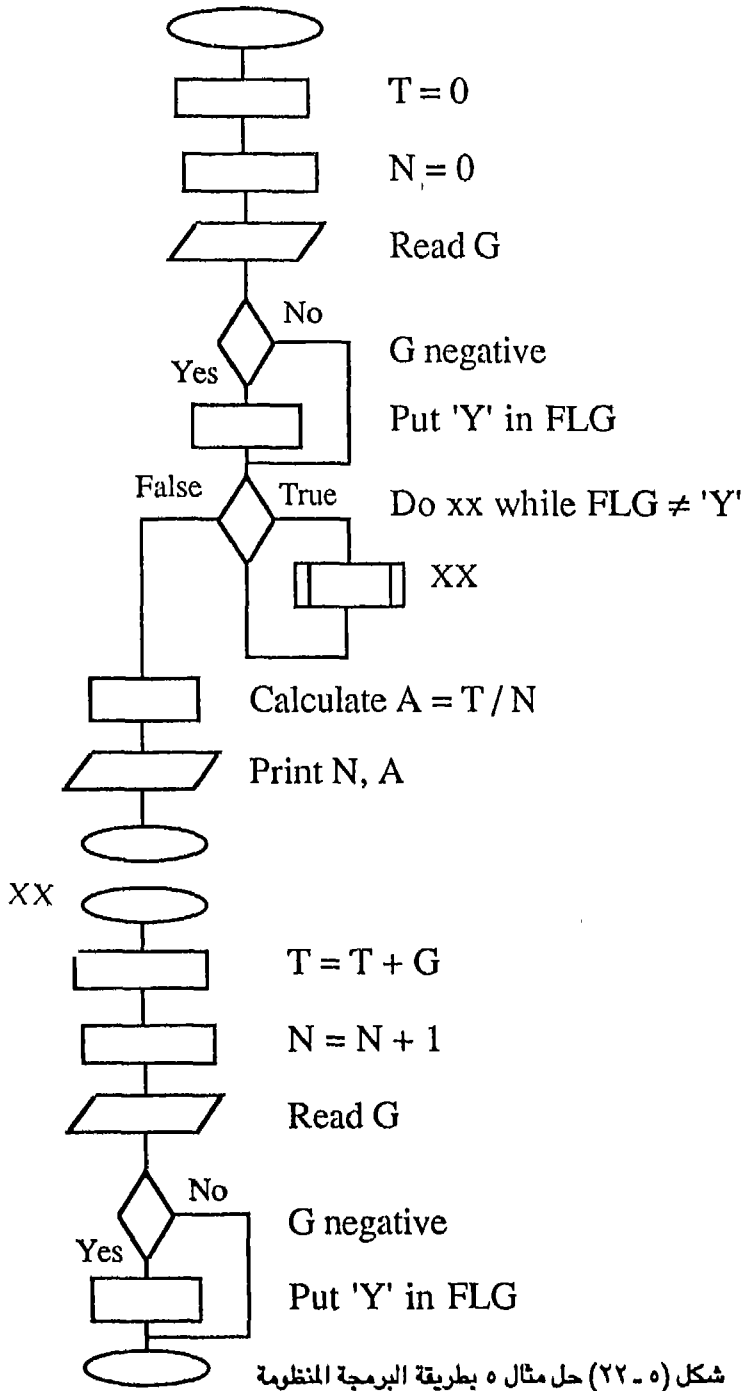 T = 0
N = 0
Read G
No
G negative
Yes
Put 'Y' in FLG
False
True
Do xx while FLG ≠ 'Y'
XX
Calculate A = T / N
Print N, A
XX
T = T + G
N = N + 1
Read G
No
G negative
Yes
Put 'Y' in FLG
شكل (٥ - ٢٢) حل مثال ٥ بطريقة البرمجة المنظومة